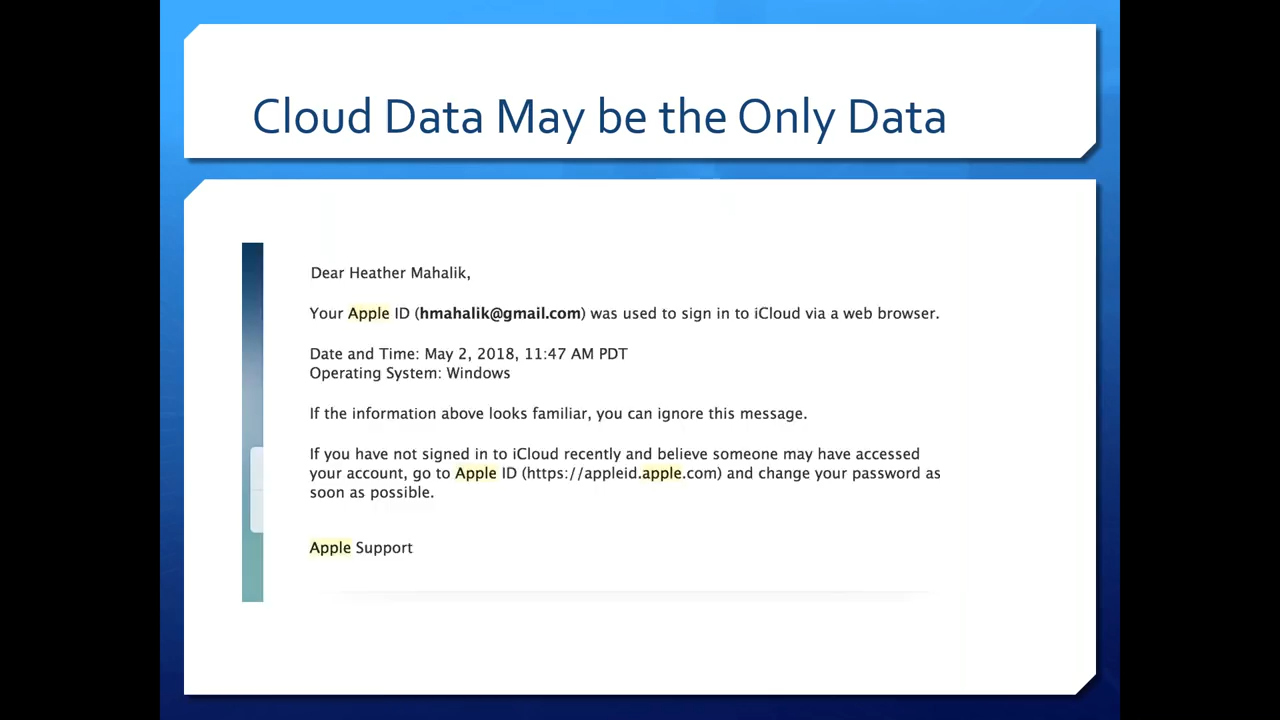 Cloud Data May be the Only Data
Dear Heather Mahalik,
Your Apple ID (hmahalik@gmail.com) was used to sign in to iCloud via a web browser.
Date and Time: May 2, 2018, 11:47 AM PDT
Operating System: Windows
If the information above looks familiar, you can ignore this message.
If you have not signed in to iCloud recently and believe someone may have accessed
your account, go to Apple ID (https://appleid.apple.com) and change your password as
soon as possible.
Apple Support